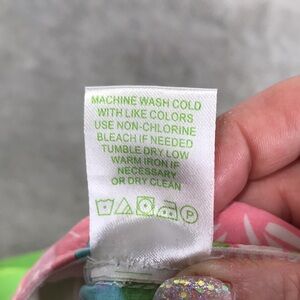 MACHINE WASH COLD
WITH LIKE COLORS
USE NON-CHLORINE
BLEACH IF NEEDED
TUMBLE DRY LOW
WARM IRON IF
NECESSARY
OR DRY CLEAN
P